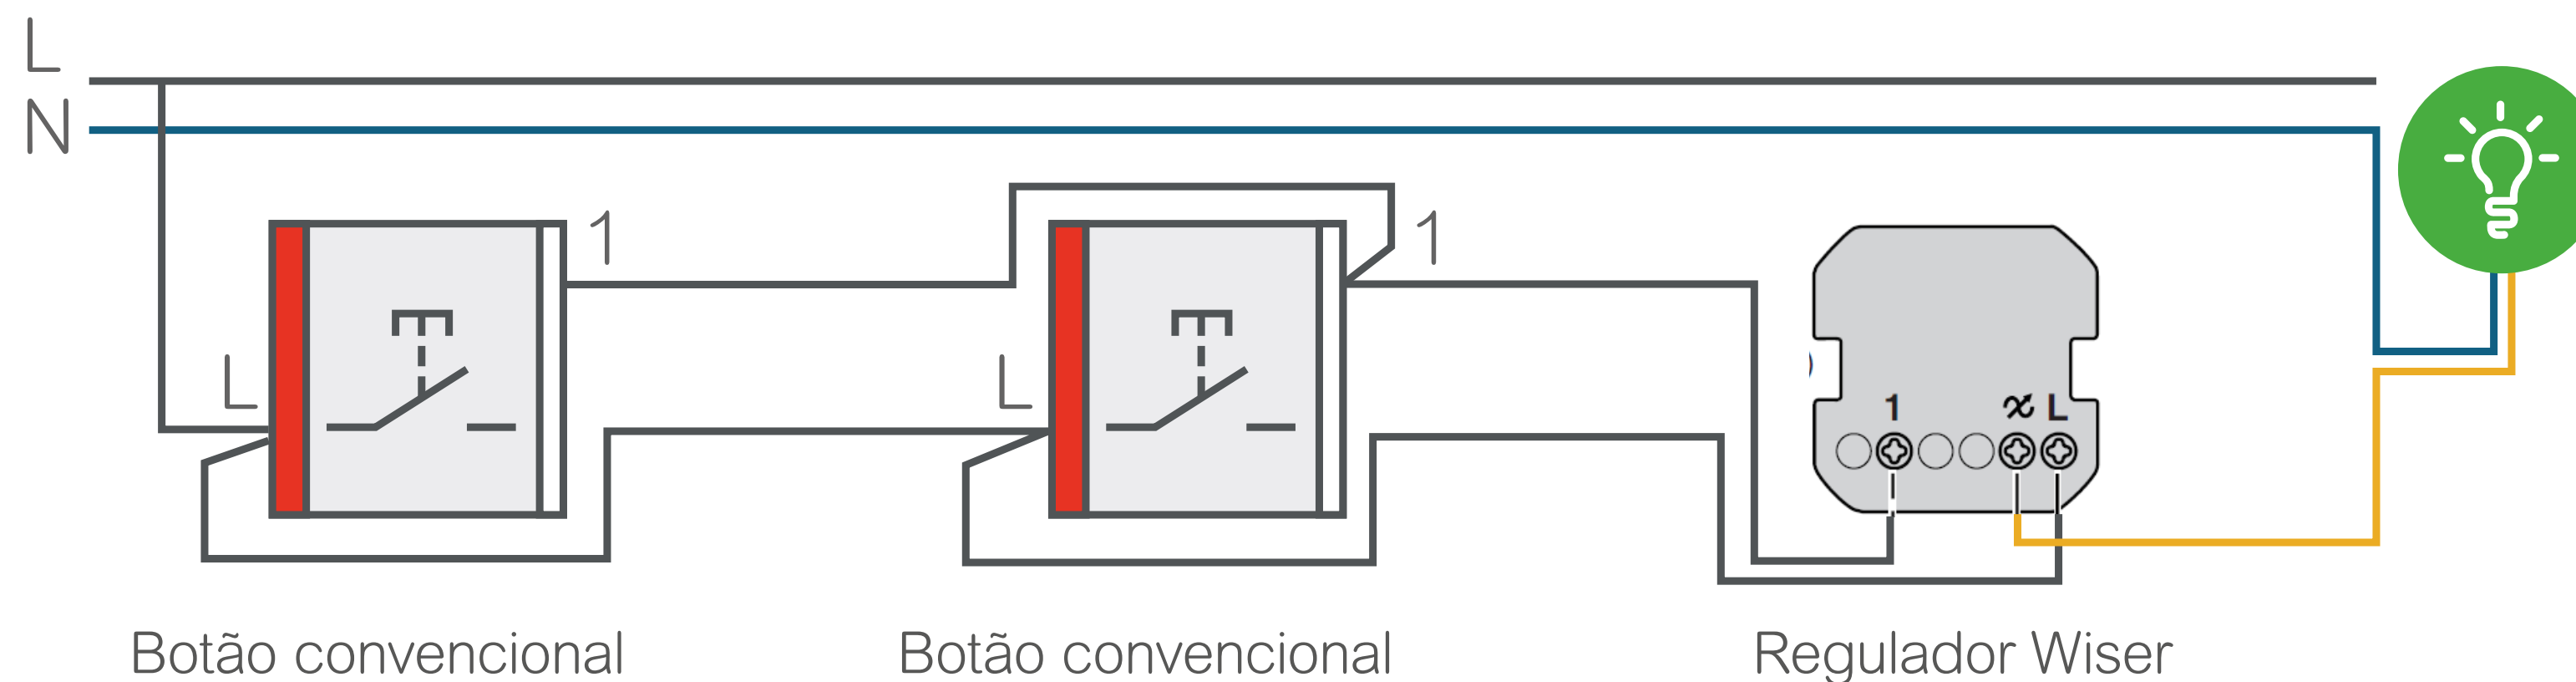 L
N
1
1
L
L
1 L
Botão convencional
Botão convencional
Regulador Wiser